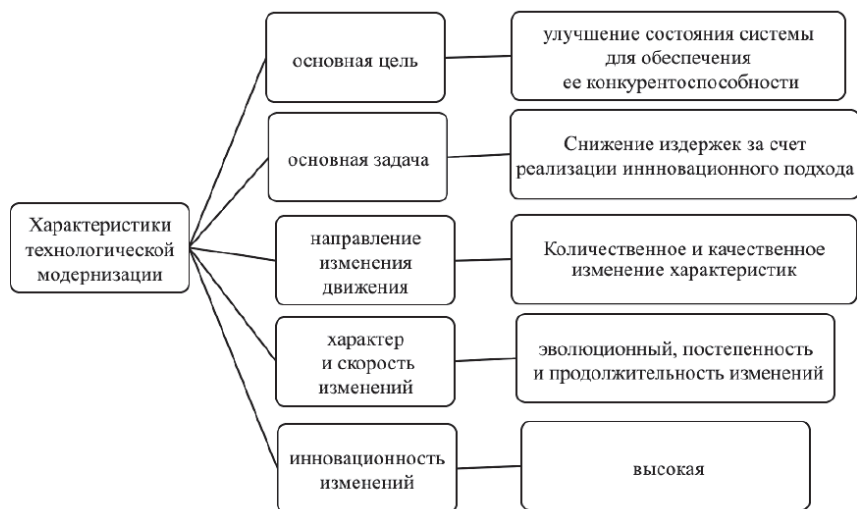 основная цель
улучшение состояния системы
для обеспечения
ее конкурентоспособности
основная задача
Снижение издержек за счет
реализации иннновационного подхода
Характеристики
технологической
модернизации
направление
изменения
движения
Количественное и качественное
изменение характеристик
характер
и скорость
изменений
эволюционный, постепенность
и продолжительность изменений
инновационность
изменений
высокая